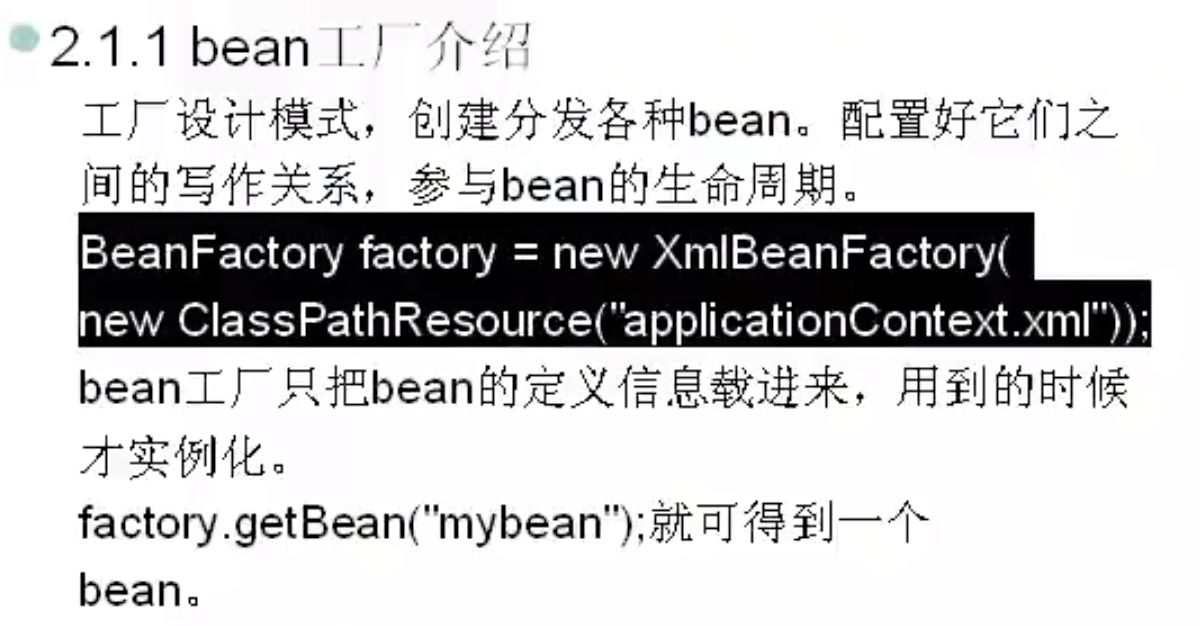 2.1.1 bean工厂介绍
工厂设计模式，创建分发各种bean。配置好它们之
间的写作关系，参与bean的生命周期。
BeanFactory factory = new XmlBeanFactory(
new ClassPathResource("applicationContext.xml"));
bean工厂只把bean的定义信息载进来，用到的时候
才实例化。
factory.getBean("mybean");就可得到一个
bean。